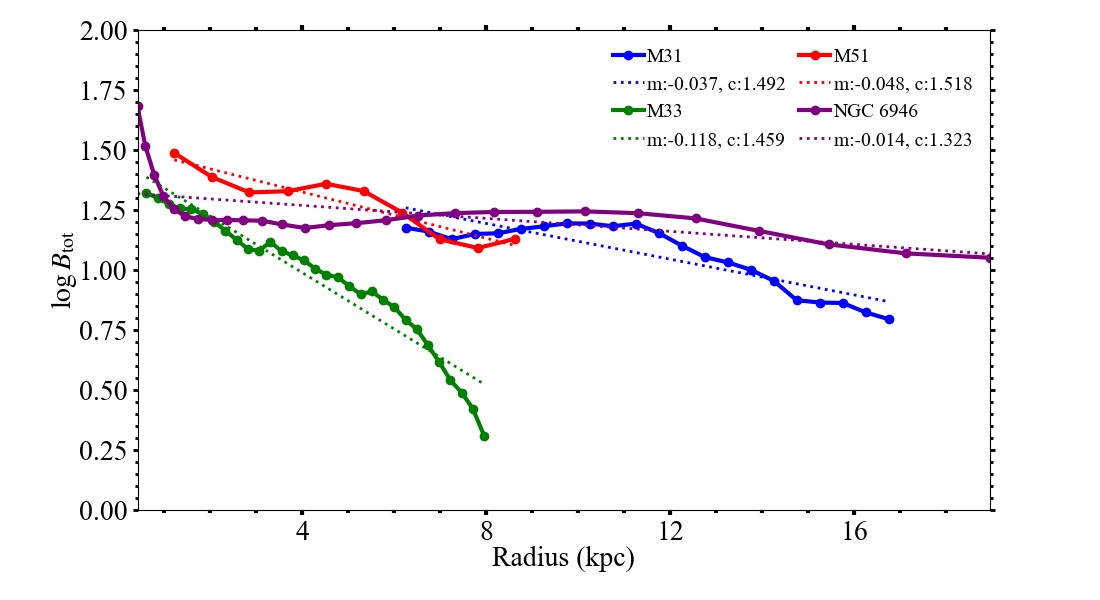 2.00
1.75
1.50
1.25
1.00
0.75
0.50
0.25
0.00
log B_tot
4 8 12 16
Radius (kpc)
M31 M51
m:-0.037, c:1.492 m:-0.048, c:1.518
M33 NGC 6946
m:-0.118, c:1.459 m:-0.014, c:1.323